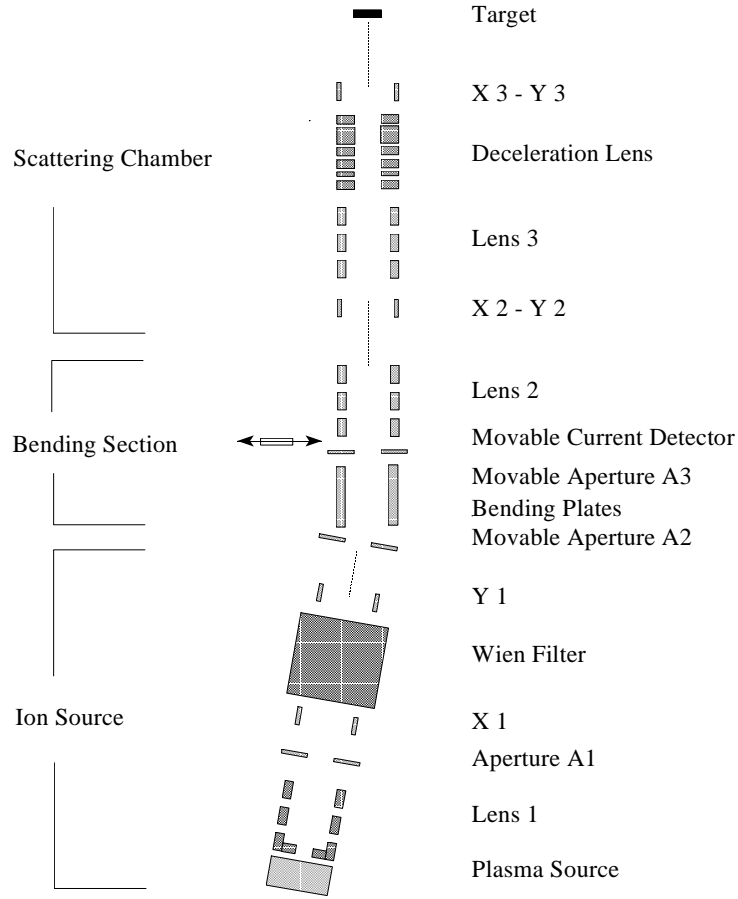 Target
X 3 - Y 3
Scattering Chamber
Deceleration Lens
Lens 3
X 2 - Y 2
Lens 2
Bending Section
Movable Current Detector
Movable Aperture A3
Bending Plates
Movable Aperture A2
Y 1
Wien Filter
Ion Source
X 1
Aperture A1
Lens 1
Plasma Source